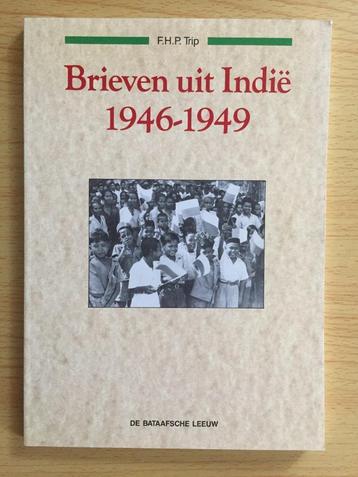 F.H.P. Trip
Brieven uit Indië
1946-1949
DE BATAAFSCHE LEEUW